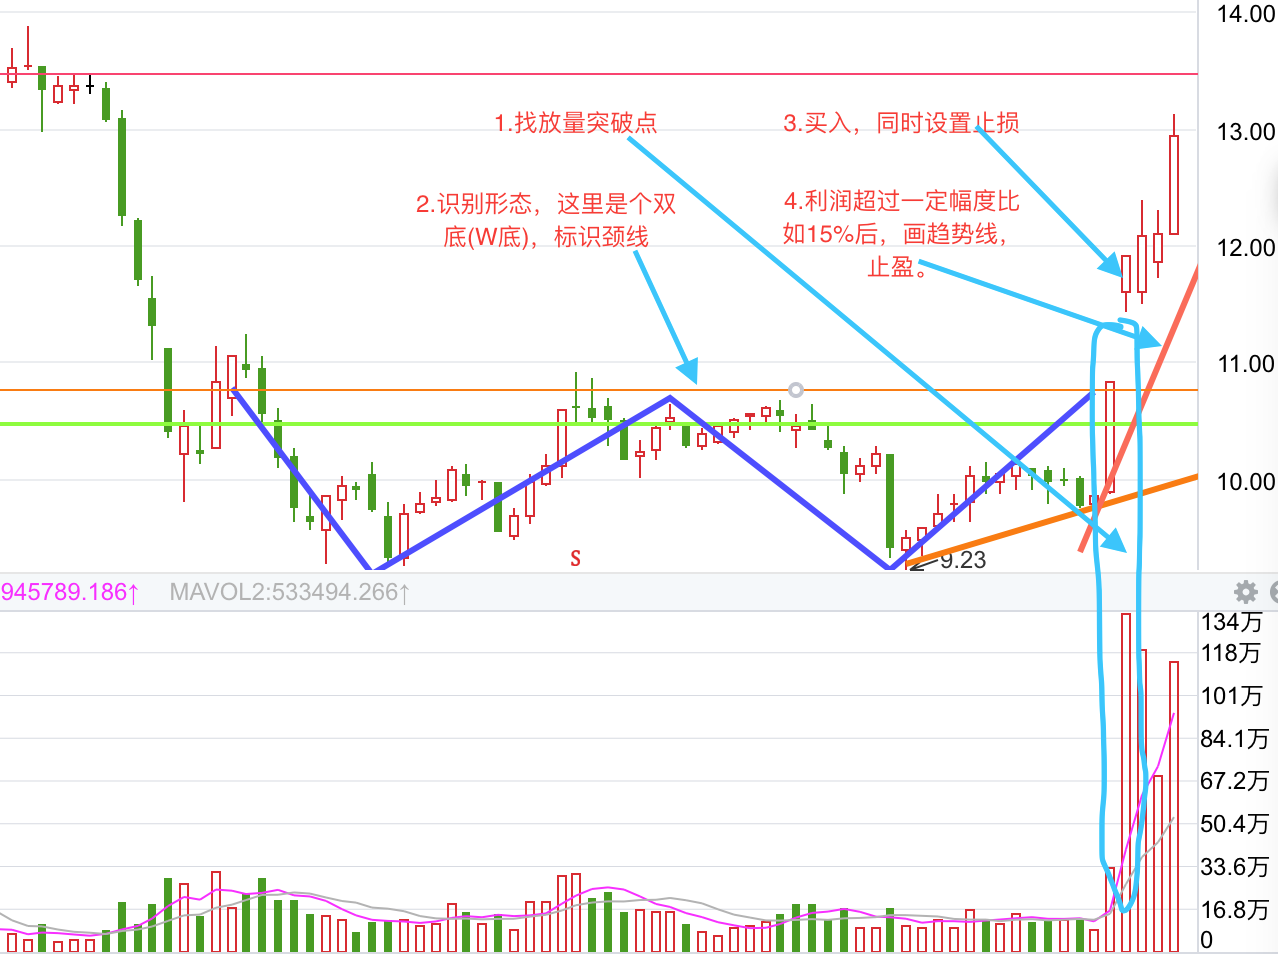 14.00
1.找放量突破点
3.买入，同时设置止损
13.00
2.识别形态，这里是个双
底(W底)，标识颈线
4.利润超过一定幅度比
如15%后，画趋势线，
止盈。
12.00
11.00
10.00
S
9.23
945789.186↑ MAVOL2:533494.266↑
134万
118万
101万
84.1万
67.2万
50.4万
33.6万
16.8万
0